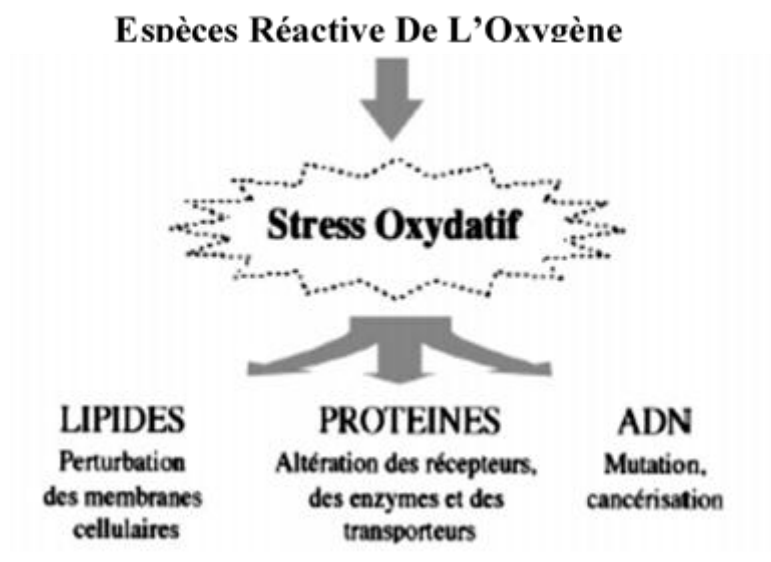 Espèces Réactive De L'Oxygène
Stress Oxydatif
LIPIDES
Perturbation
des membranes
cellulaires
PROTEINES
Altération des récepteurs,
des enzymes et des
transporteurs
ADN
Mutation,
cancérisation